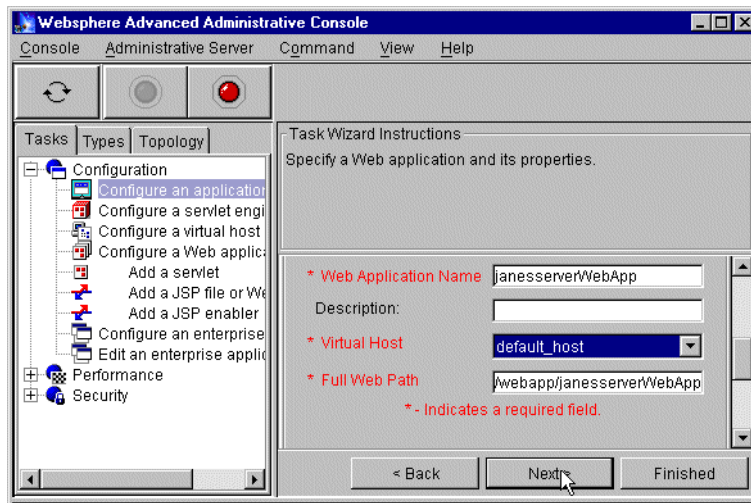 Websphere Advanced Administrative Console
Console Administrative Server Command View Help
Tasks Types Topology
Configuration
Configure an application
Configure a servlet engi
Configure a virtual host
Configure a Web applica
Add a servlet
Add a JSP file or We
Add a JSP enabler
Configure an enterprise
Edit an enterprise applic
Performance
Security
Task Wizard Instructions
Specify a Web application and its properties.
* Web Application Name janesserverWebApp
Description:
* Virtual Host default_host
* Full Web Path /webapp/janesserverWebApp
* - Indicates a required field.
< Back Next > Finished